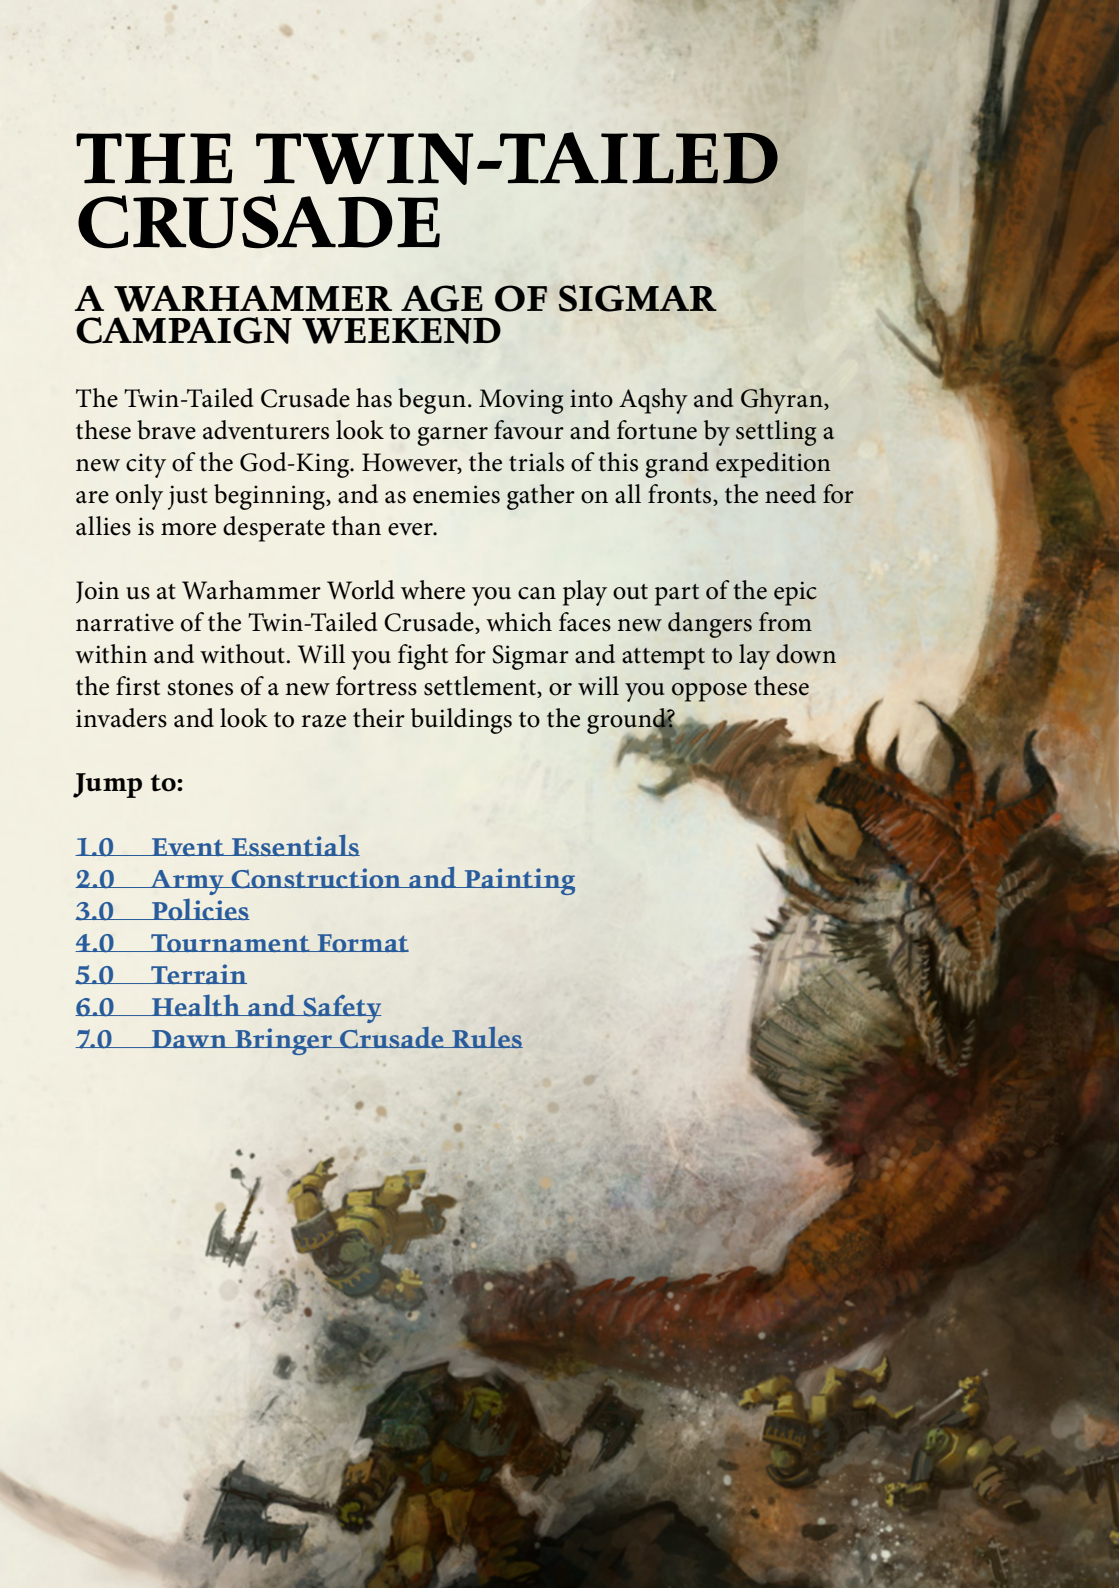 THE TWIN-TAILED
CRUSADE
A WARHAMMER AGE OF SIGMAR
CAMPAIGN WEEKEND
The Twin-Tailed Crusade has begun. Moving into Aqshy and Ghyran,
these brave adventurers look to garner favour and fortune by settling a
new city of the God-King. However, the trials of this grand expedition
are only just beginning, and as enemies gather on all fronts, the need for
allies is more desperate than ever.
Join us at Warhammer World where you can play out part of the epic
narrative of the Twin-Tailed Crusade, which faces new dangers from
within and without. Will you fight for Sigmar and attempt to lay down
the first stones of a new fortress settlement, or will you oppose these
invaders and look to raze their buildings to the ground?
Jump to:
1.0 Event Essentials
2.0 Army Construction and Painting
3.0 Policies
4.0 Tournament Format
5.0 Terrain
6.0 Health and Safety
7.0 Dawn Bringer Crusade Rules